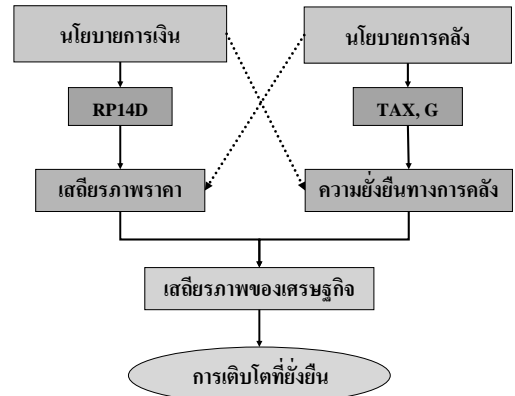 นโยบายการเงิน
นโยบายการคลัง
RP14D
TAX, G
เสถียรภาพราคา
ความยั่งยืนทางการคลัง
เสถียรภาพของเศรษฐกิจ
การเติบโตที่ยั่งยืน